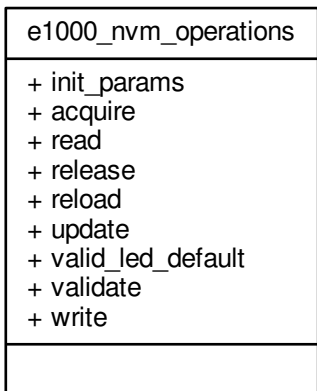 e1000_nvm_operations
+ init_params
+ acquire
+ read
+ release
+ reload
+ update
+ valid_led_default
+ validate
+ write